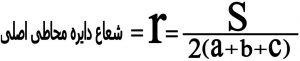 شعاع دایره محاطی اصلی = r = S / 2(a+b+c)